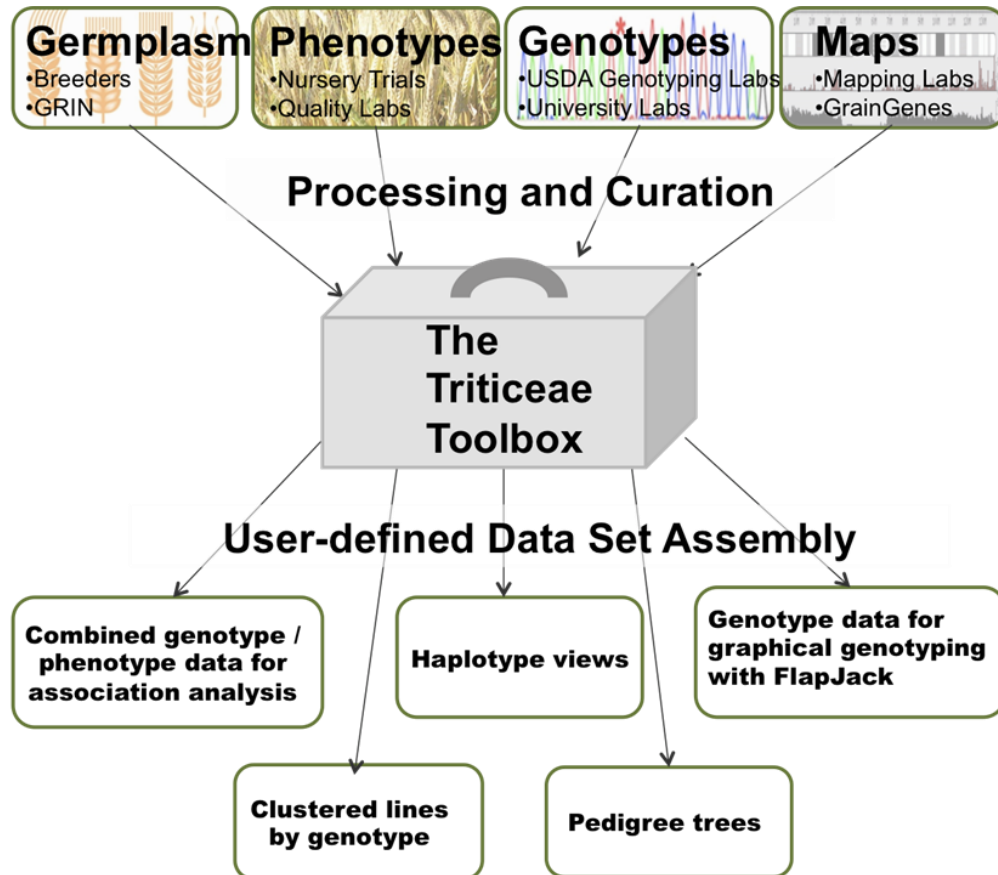 Germplasm
•Breeders
•GRIN
Phenotypes
•Nursery Trials
•Quality Labs
Genotypes
•USDA Genotyping Labs
•University Labs
Maps
•Mapping Labs
•GrainGenes
Processing and Curation
The
Triticeae
Toolbox
User-defined Data Set Assembly
Combined genotype /
phenotype data for
association analysis
Haplotype views
Genotype data for
graphical genotyping
with FlapJack
Clustered lines
by genotype
Pedigree trees